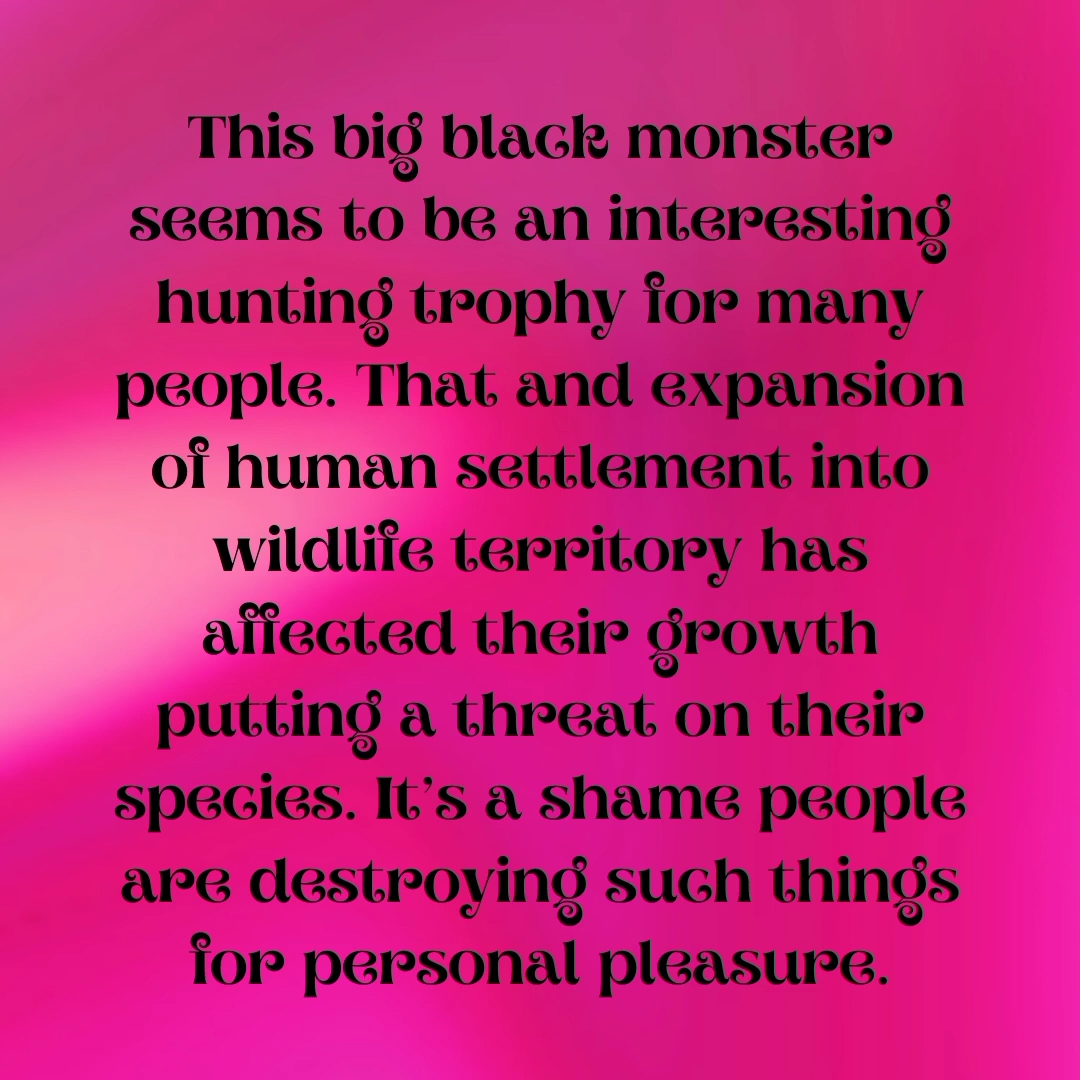 This big black monster
seems to be an interesting
hunting trophy for many
people. That and expansion
of human settlement into
wildlife territory has
affected their growth
putting a threat on their
species. It’s a shame people
are destroying such things
for personal pleasure.